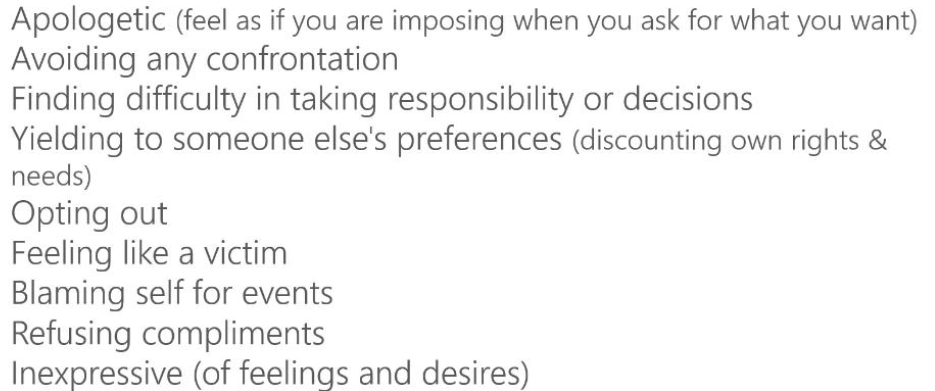 Apologetic (feel as if you are imposing when you ask for what you want)
Avoiding any confrontation
Finding difficulty in taking responsibility or decisions
Yielding to someone else's preferences (discounting own rights &
needs)
Opting out
Feeling like a victim
Blaming self for events
Refusing compliments
Inexpressive (of feelings and desires)